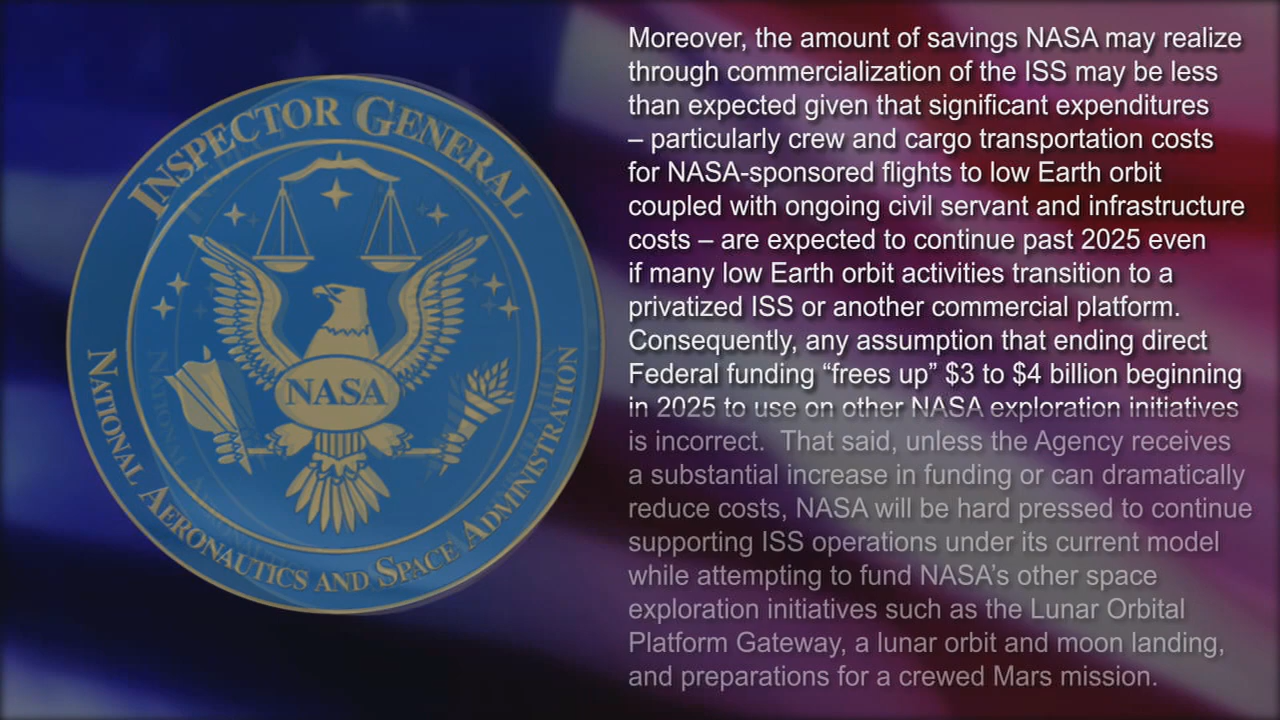 INSPECTOR GENERAL
NASA
NATIONAL AERONAUTICS AND SPACE ADMINISTRATION
Moreover, the amount of savings NASA may realize
through commercialization of the ISS may be less
than expected given that significant expenditures
– particularly crew and cargo transportation costs
for NASA-sponsored flights to low Earth orbit
coupled with ongoing civil servant and infrastructure
costs – are expected to continue past 2025 even
if many low Earth orbit activities transition to a
privatized ISS or another commercial platform.
Consequently, any assumption that ending direct
Federal funding “frees up” $3 to $4 billion beginning
in 2025 to use on other NASA exploration initiatives
is incorrect.  That said, unless the Agency receives
a substantial increase in funding or can dramatically
reduce costs, NASA will be hard pressed to continue
supporting ISS operations under its current model
while attempting to fund NASA’s other space
exploration initiatives such as the Lunar Orbital
Platform Gateway, a lunar orbit and moon landing,
and preparations for a crewed Mars mission.